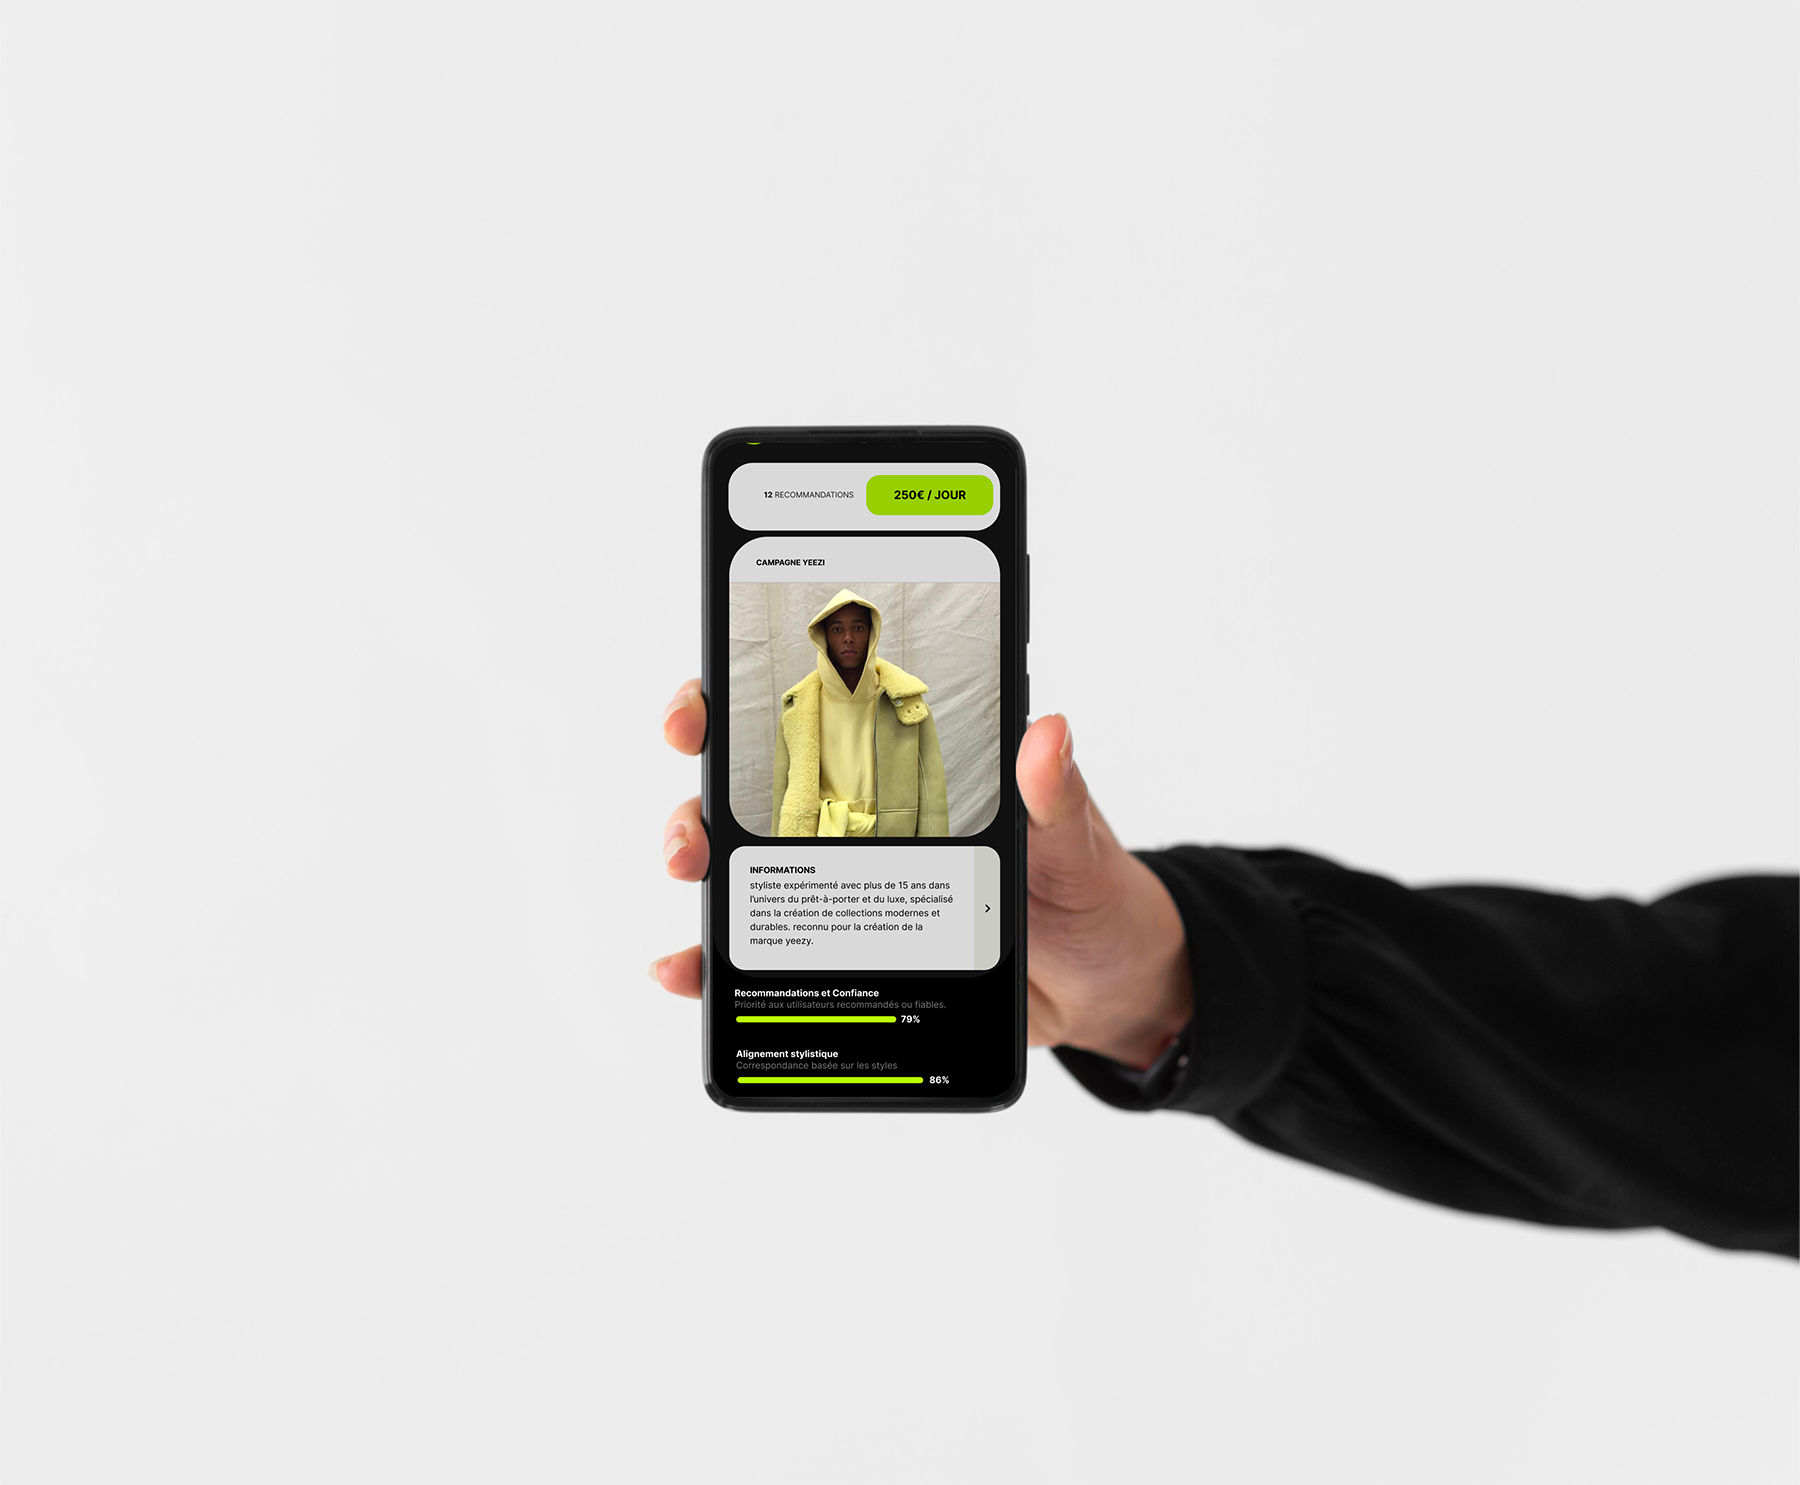 12 RECOMMANDATIONS
250€ / JOUR
CAMPAGNE YEEZI
INFORMATIONS
styliste expérimenté avec plus de 15 ans dans
l'univers du prêt-à-porter et du luxe, spécialisé
dans la création de collections modernes et
durables. reconnu pour la création de la
marque yeezy.
Recommandations et Confiance
Priorité aux utilisateurs recommandés ou fiables.
79%
Alignement stylistique
Correspondance basée sur les styles
86%